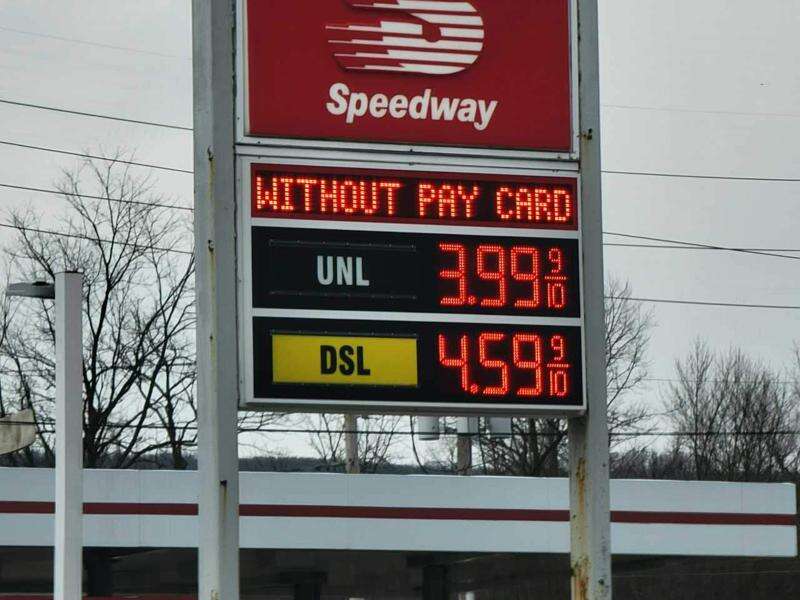 Speedway
WITHOUT PAY CARD
UNL 3.99 9/10
DSL 4.59 9/10